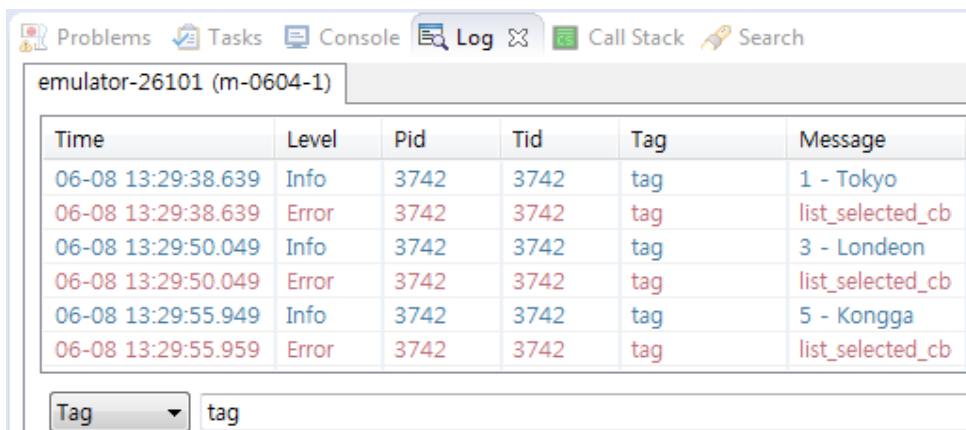 Problems Tasks Console Log Call Stack Search
emulator-26101 (m-0604-1)
Time Level Pid Tid Tag Message
06-08 13:29:38.639 Info 3742 3742 tag 1 - Tokyo
06-08 13:29:38.639 Error 3742 3742 tag list_selected_cb
06-08 13:29:50.049 Info 3742 3742 tag 3 - Londeon
06-08 13:29:50.049 Error 3742 3742 tag list_selected_cb
06-08 13:29:55.949 Info 3742 3742 tag 5 - Kongga
06-08 13:29:55.959 Error 3742 3742 tag list_selected_cb
Tag tag